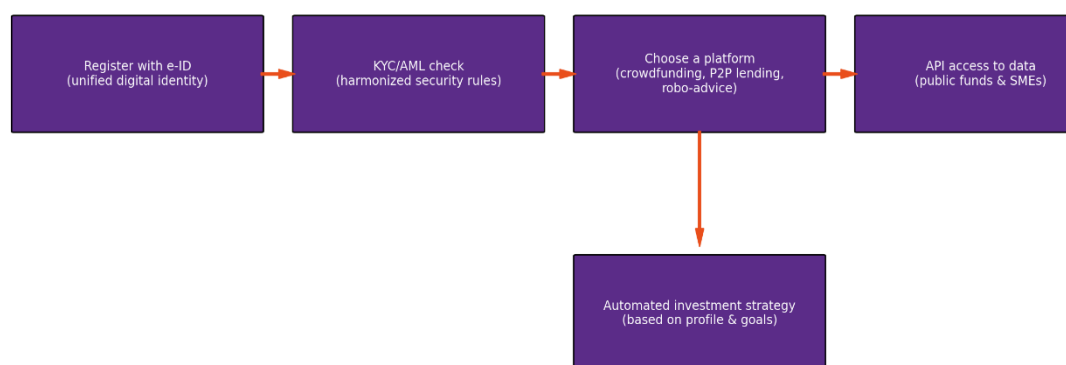 Register with e-ID
(unified digital identity)
KYC/AML check
(harmonized security rules)
Choose a platform
(crowdfunding, P2P lending,
robo-advice)
API access to data
(public funds & SMEs)
Automated investment strategy
(based on profile & goals)